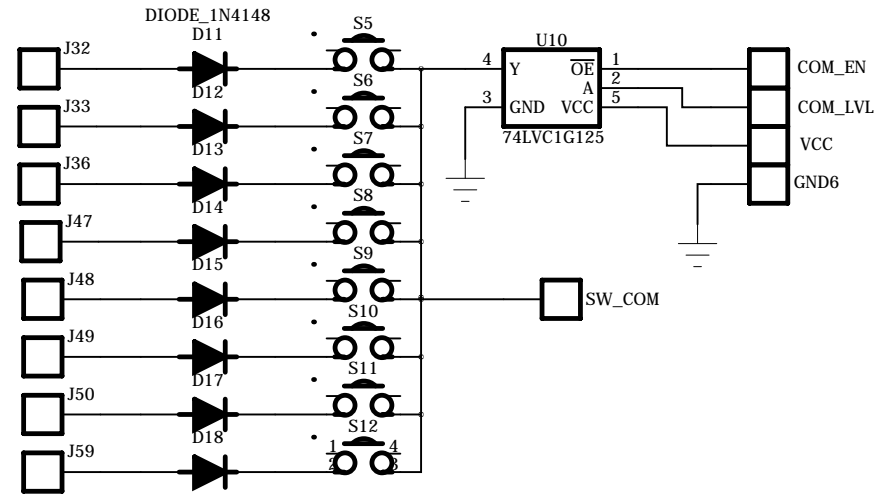 DIODE_1N4148
J32 D11 S5 U10
4 Y OE 1 COM_EN
A 2
3 GND VCC 5 COM_LVL
74LVC1G125
J33 D12 S6
VCC
J36 D13 S7
GND6
J47 D14 S8
J48 D15 S9
SW_COM
J49 D16 S10
J50 D17 S11
J59 D18 S12
1 4
2 3